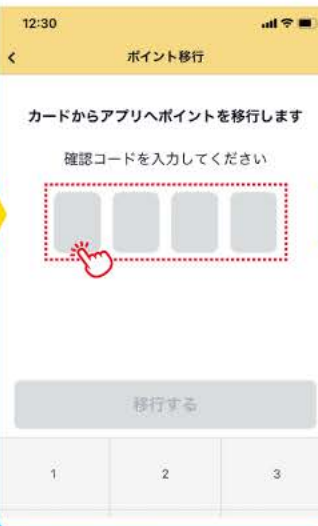 12:30
ポイント移行
カードからアプリへポイントを移行します
確認コードを入力してください
移行する
1 2 3